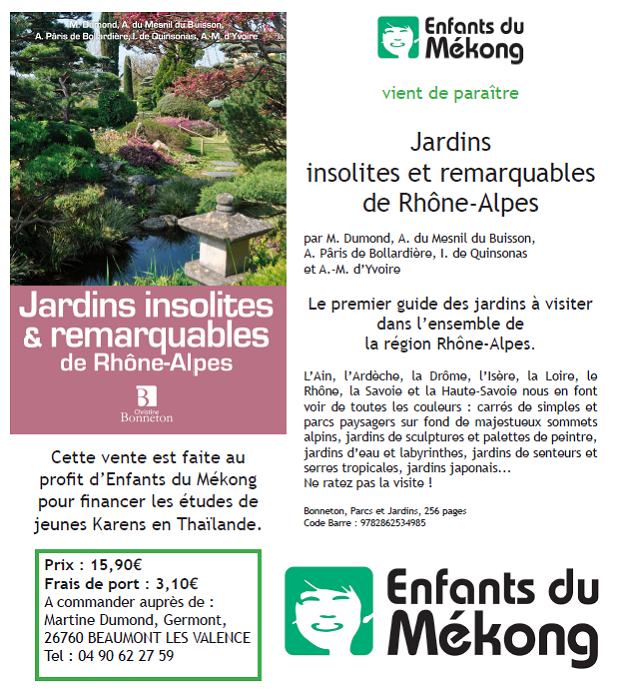 M. Dumond, A. du Mesnil du Buisson,
A. Pâris de Bollardière, I. de Quinsonas, A.-M. d'Yvoire
Jardins insolites
& remarquables
de Rhône-Alpes
B
Christine
Bonneton
Cette vente est faite au
profit d'Enfants du Mékong
pour financer les études de
jeunes Karens en Thaïlande.
Prix : 15,90€
Frais de port : 3,10€
A commander auprès de :
Martine Dumond, Germont,
26760 BEAUMONT LES VALENCE
Tel : 04 90 62 27 59
Enfants du
Mékong
vient de paraître
Jardins
insolites et remarquables
de Rhône-Alpes
par M. Dumond, A. du Mesnil du Buisson,
A. Pâris de Bollardière, I. de Quinsonas
et A.-M. d'Yvoire
Le premier guide des jardins à visiter
dans l'ensemble de
la région Rhône-Alpes.
L'Ain, l'Ardèche, la Drôme, l'Isère, la Loire, le
Rhône, la Savoie et la Haute-Savoie nous en font
voir de toutes les couleurs : carrés de simples et
parcs paysagers sur fond de majestueux sommets
alpins, jardins de sculptures et palettes de peintre,
jardins d'eau et labyrinthes, jardins de senteurs et
serres tropicales, jardins japonais...
Ne ratez pas la visite !
Bonneton, Parcs et Jardins, 256 pages
Code Barre : 9782862534985
Enfants du
Mékong